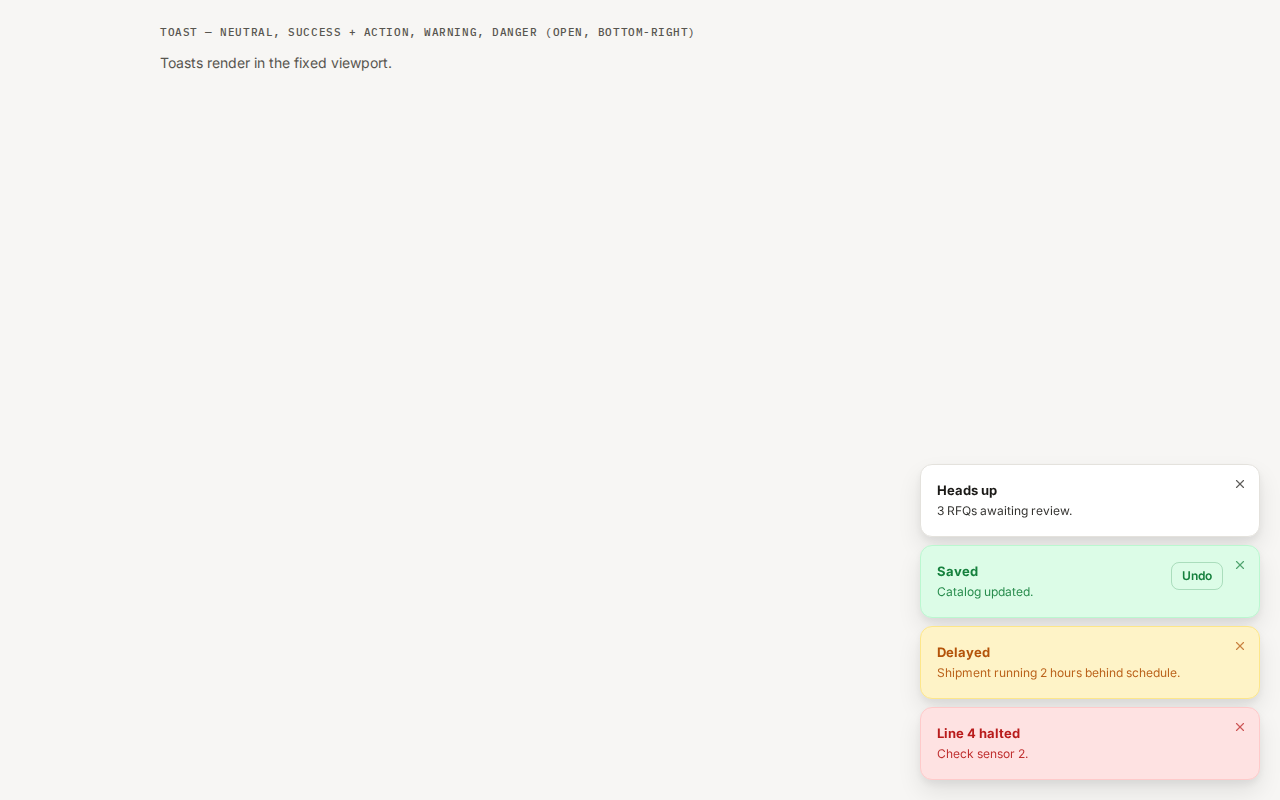 TOAST — NEUTRAL, SUCCESS + ACTION, WARNING, DANGER (OPEN, BOTTOM-RIGHT)
Toasts render in the fixed viewport.
Heads up
3 RFQs awaiting review.
Saved
Catalog updated.
Undo
Delayed
Shipment running 2 hours behind schedule.
Line 4 halted
Check sensor 2.